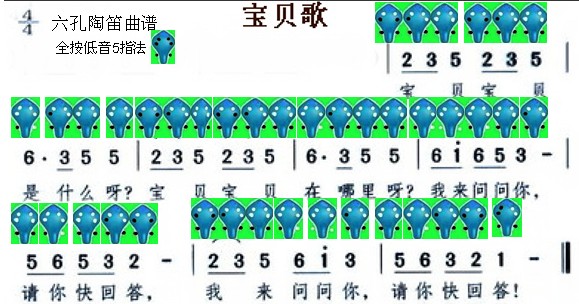 宝贝歌
4/4 六孔陶笛曲谱
全按低音5指法
2 3 5 2 3 5 |
宝 贝 宝 贝
6 · 3 5 5 | 2 3 5 2 3 5 | 6 · 3 5 5 | 6 i 6 5 3 – |
是 什么 呀? 宝 贝 宝 贝 在 哪里 呀? 我来问问你,
5 6 5 3 2 – | 2 3 5 6 i 3 | 5 6 3 2 1 – ‖
请你快回答, 我 来 问问你, 请你快回答!